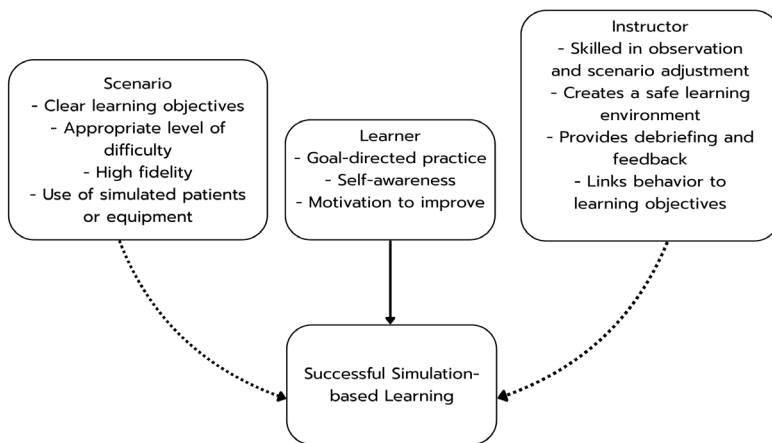 Scenario
- Clear learning objectives
- Appropriate level of
difficulty
- High fidelity
- Use of simulated patients
or equipment
Learner
- Goal-directed practice
- Self-awareness
- Motivation to improve
Instructor
- Skilled in observation
and scenario adjustment
- Creates a safe learning
environment
- Provides debriefing and
feedback
- Links behavior to
learning objectives
Successful Simulation-
based Learning